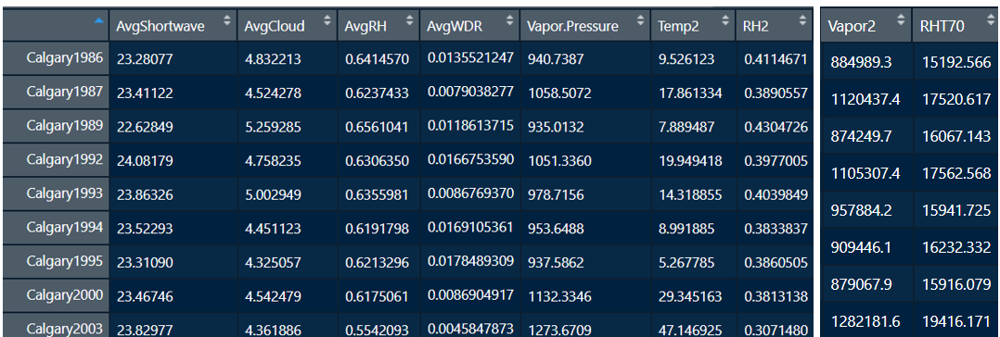 AvgShortwave AvgCloud AvgRH AvgWDR Vapor.Pressure Temp2 RH2 Vapor2 RHT70
Calgary1986 23.28077 4.832213 0.6414570 0.0135521247 940.7387 9.526123 0.4114671 884989.3 15192.566
Calgary1987 23.41122 4.524278 0.6237433 0.0079038277 1058.5072 17.861334 0.3890557 1120437.4 17520.617
Calgary1989 22.62849 5.259285 0.6561041 0.0118613715 935.0132 7.889487 0.4304726 874249.7 16067.143
Calgary1992 24.08179 4.758235 0.6306350 0.0166753590 1051.3360 19.949418 0.3977005 1105307.4 17562.568
Calgary1993 23.86326 5.002949 0.6355981 0.0086769370 978.7156 14.318855 0.4039849 957884.2 15941.725
Calgary1994 23.52293 4.451123 0.6191798 0.0169105361 953.6488 8.991885 0.3833837 909446.1 16232.332
Calgary1995 23.31090 4.325057 0.6213296 0.0178489309 937.5862 5.267785 0.3860505 879067.9 15916.079
Calgary2000 23.46746 4.542479 0.6175061 0.0086904917 1132.3346 29.345163 0.3813138 1282181.6 19416.171
Calgary2003 23.82977 4.361886 0.5542093 0.0045847873 1273.6709 47.146925 0.3071480